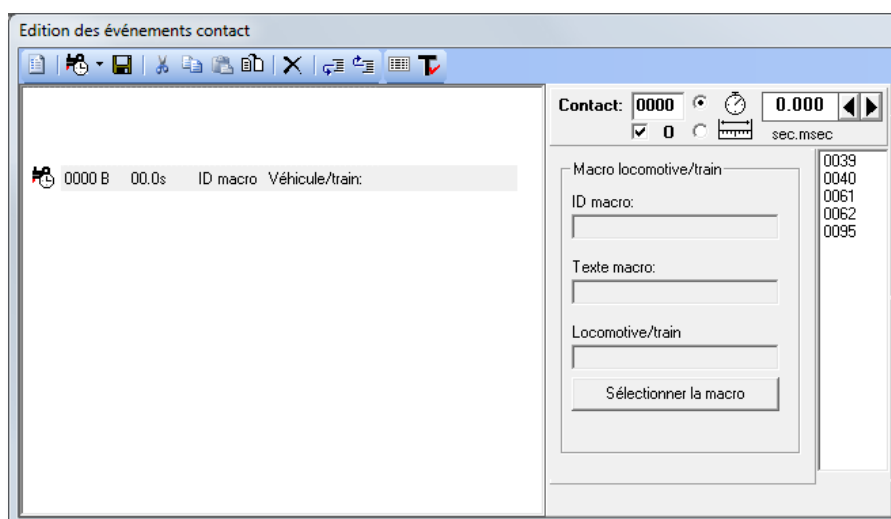 Edition des événements contact
Contact: 0000 0.000
0 sec.msec
0000 B 00.0s ID macro Véhicule/train:
Macro locomotive/train
ID macro:
Texte macro:
Locomotive/train
Sélectionner la macro
0039
0040
0061
0062
0095